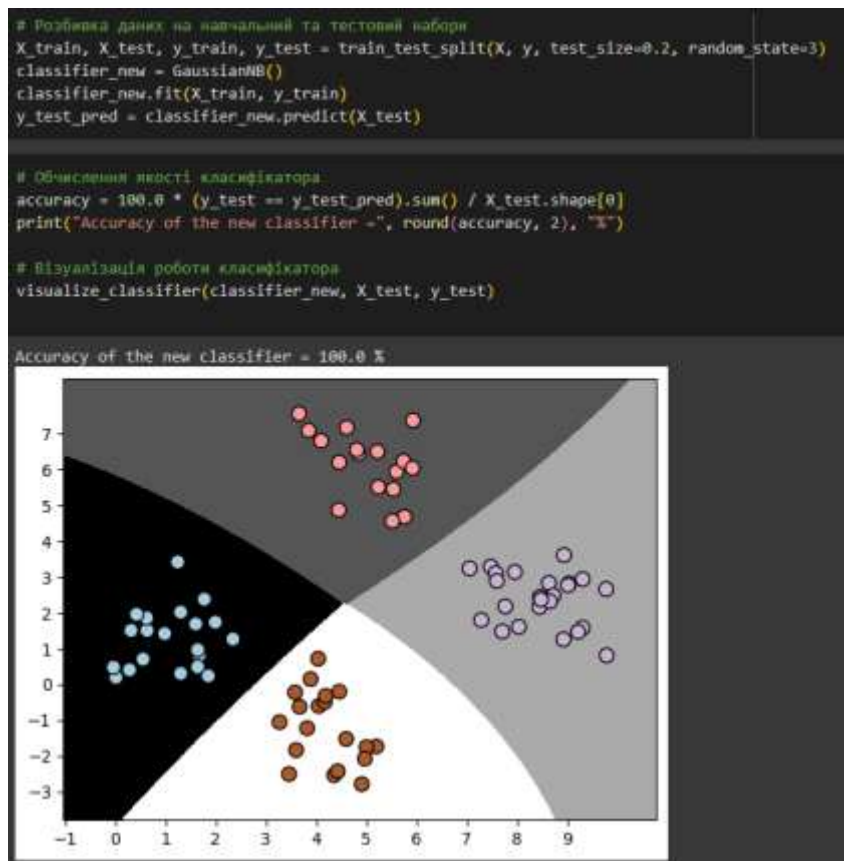 # Розбивка даних на навчальний та тестовий набори
X_train, X_test, y_train, y_test = train_test_split(X, y, test_size=0.2, random_state=3)
classifier_new = GaussianNB()
classifier_new.fit(X_train, y_train)
y_test_pred = classifier_new.predict(X_test)
# Обчислення якості класифікатора
accuracy = 100.0 * (y_test == y_test_pred).sum() / X_test.shape[0]
print("Accuracy of the new classifier =", round(accuracy, 2), "%")
# Візуалізація роботи класифікатора
visualize_classifier(classifier_new, X_test, y_test)
Accuracy of the new classifier = 100.0 %
7
6
5
4
3
2
1
0
−1
−2
−3
−1 0 1 2 3 4 5 6 7 8 9